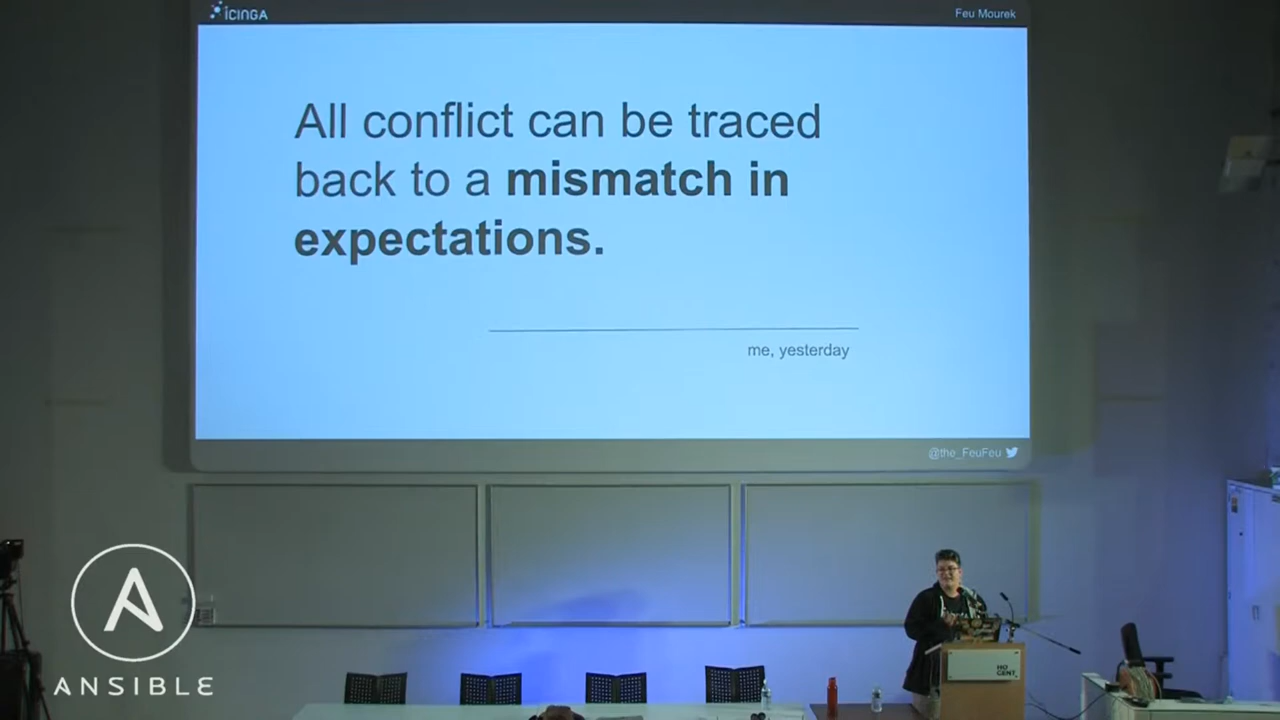 icinga
Feu Mourek
All conflict can be traced
back to a mismatch in
expectations.
me, yesterday
@the_FeuFeu
HO
GENT
ANSIBLE